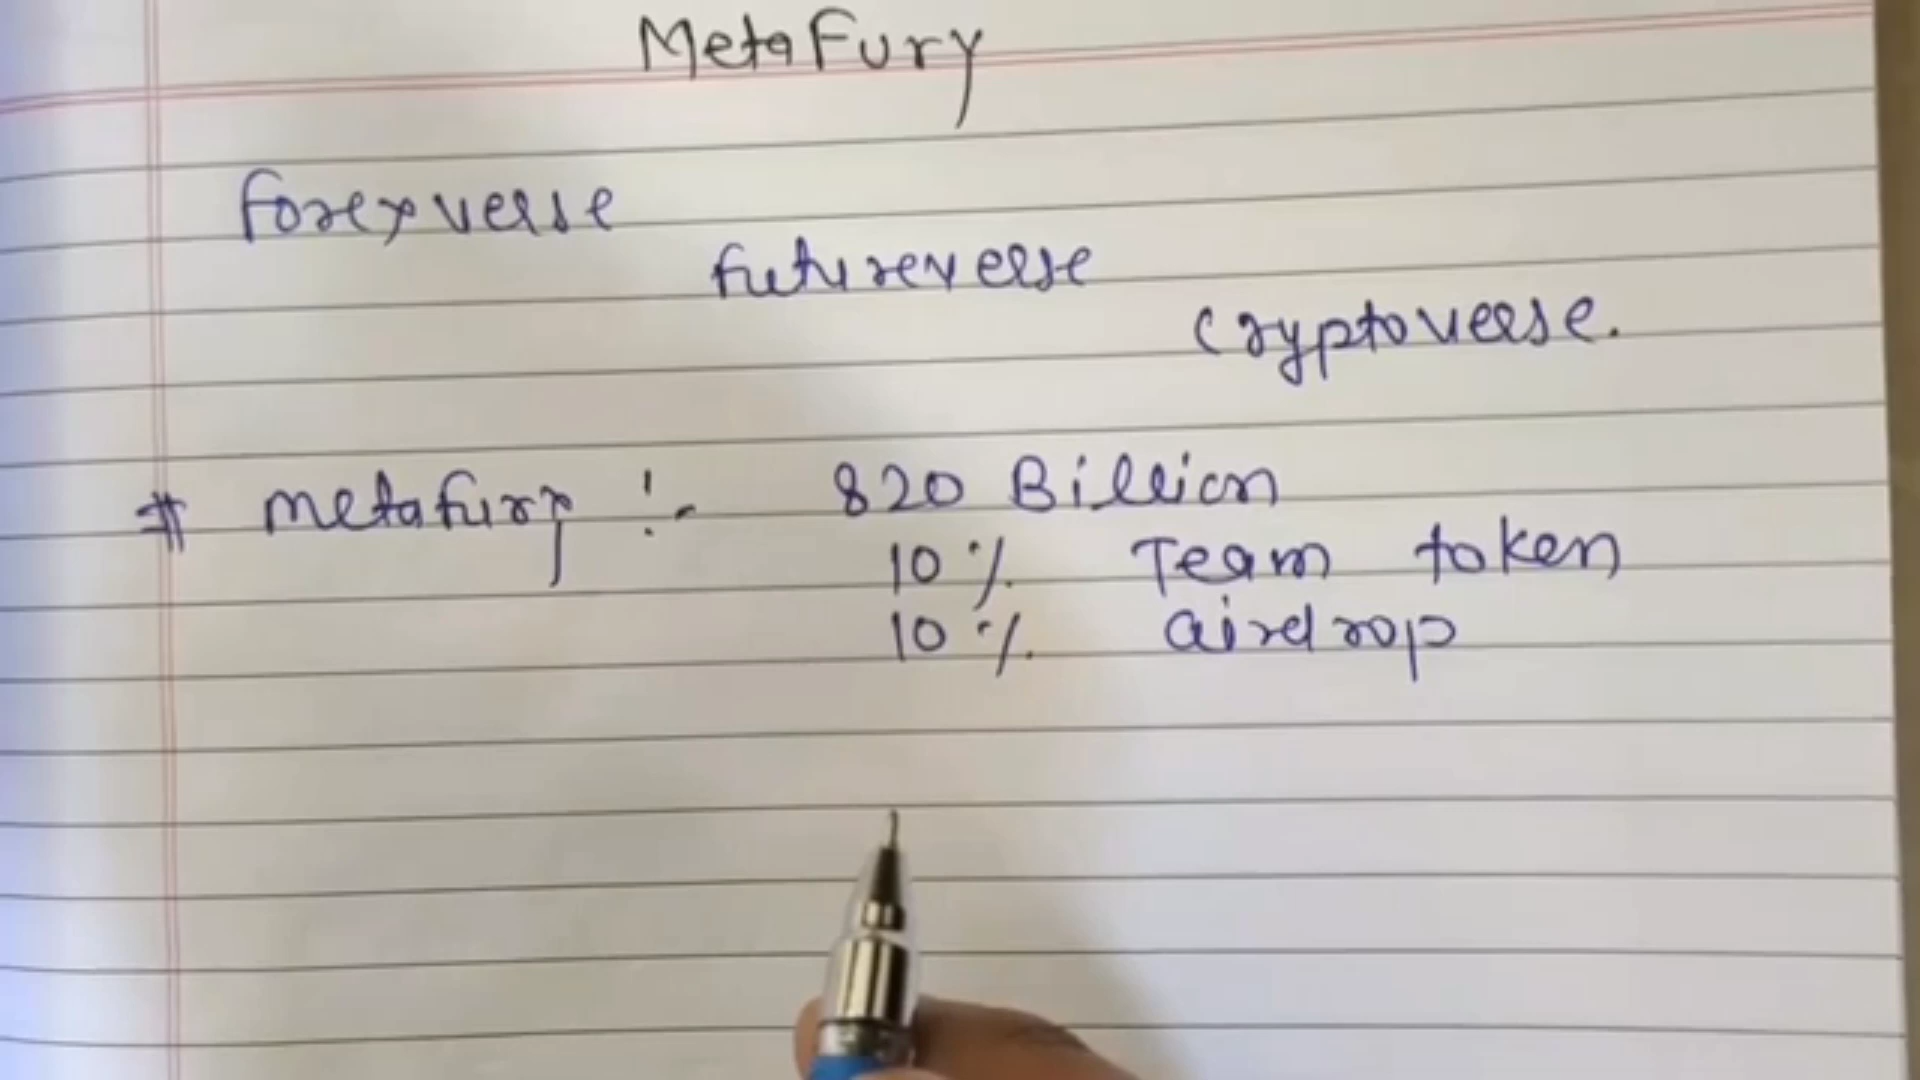 MetaFury
forexverse
futureverse
cryptoverse.
# metafury :- 820 Billion
10% Team token
10% airdrop